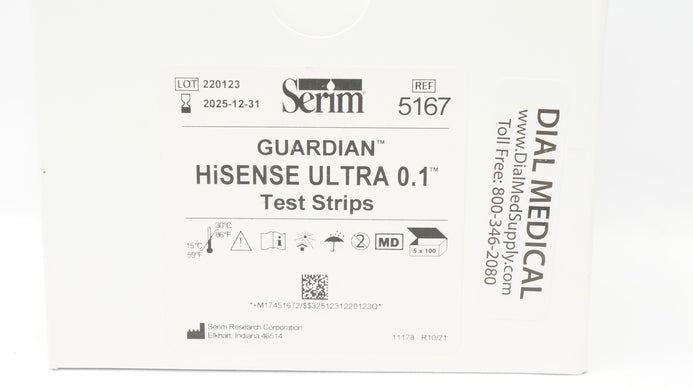 LOT 220123
2025-12-31
Serim®
REF
5167
GUARDIAN™
HiSENSE ULTRA 0.1™
Test Strips
30°C
86°F
15°C
59°F
i
2
MD
5 x 100
*+M17451672/$$3251231220123Q*
Serim Research Corporation
Elkhart, Indiana 46514
11178 R10/21
DIAL MEDICAL
www.DialMedSupply.com
Toll Free: 800-346-2080